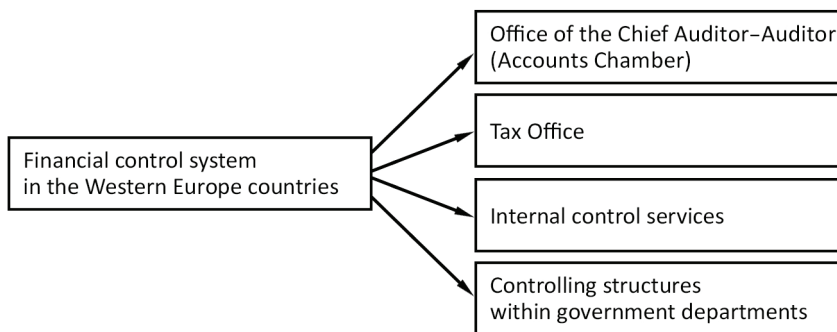 Financial control system
in the Western Europe countries
Office of the Chief Auditor–Auditor
(Accounts Chamber)
Tax Office
Internal control services
Controlling structures
within government departments